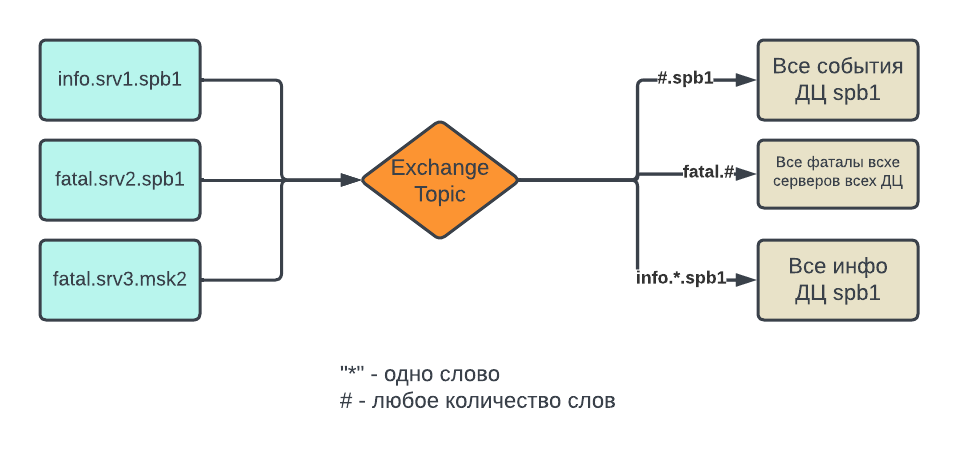 info.srv1.spb1
fatal.srv2.spb1
fatal.srv3.msk2
Exchange
Topic
#.spb1
fatal.#
info.*.spb1
Все события
ДЦ spb1
Все фаталы всхе
серверов всех ДЦ
Все инфо
ДЦ spb1
"*" - одно слово
# - любое количество слов